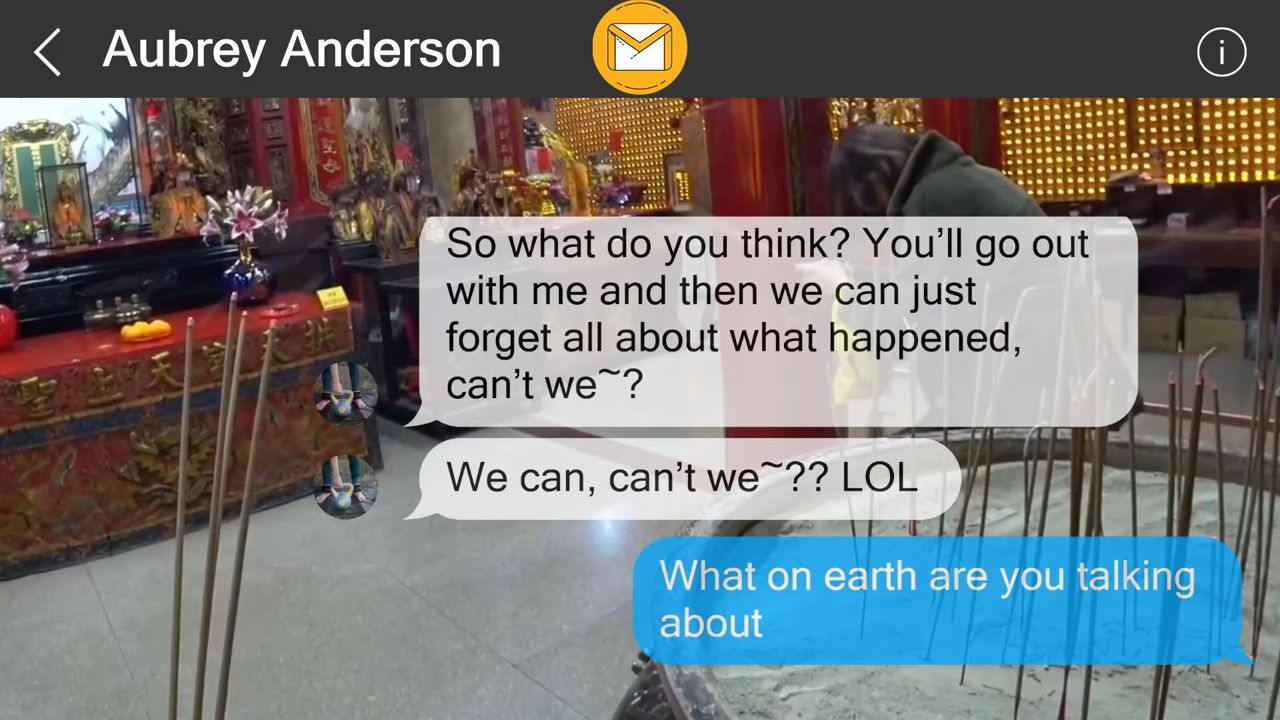 Aubrey Anderson
i
So what do you think? You’ll go out
with me and then we can just
forget all about what happened,
can’t we~?
We can, can’t we~?? LOL
What on earth are you talking
about